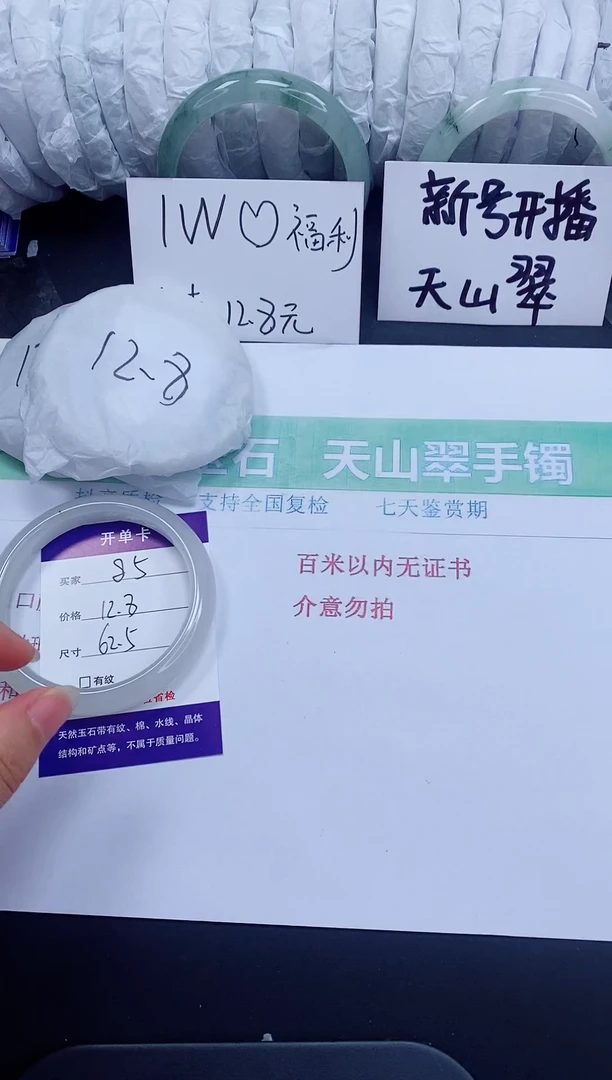 1W♡福利
12.8元
新号开播
天山翠
12.8
石 天山翠手镯
支持全国复检 七天鉴赏期
百米以内无证书
介意勿拍
开单卡
买家 85
价格 12.8
尺寸 62.5
□有纹
省检
天然玉石带有纹、棉、水线、晶体
结构和矿点等，不属于质量问题。